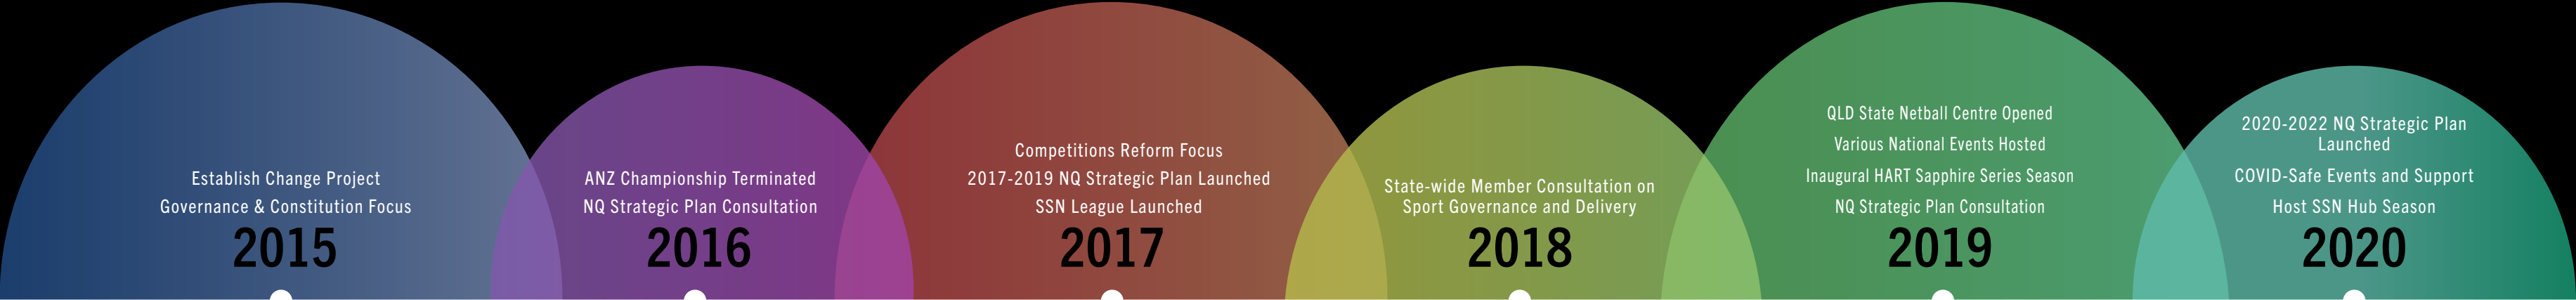 Establish Change Project
Governance & Constitution Focus
2015
ANZ Championship Terminated
NQ Strategic Plan Consultation
2016
Competitions Reform Focus
2017-2019 NQ Strategic Plan Launched
SSN League Launched
2017
State-wide Member Consultation on
Sport Governance and Delivery
2018
QLD State Netball Centre Opened
Various National Events Hosted
Inaugural HART Sapphire Series Season
NQ Strategic Plan Consultation
2019
2020-2022 NQ Strategic Plan
Launched
COVID-Safe Events and Support
Host SSN Hub Season
2020